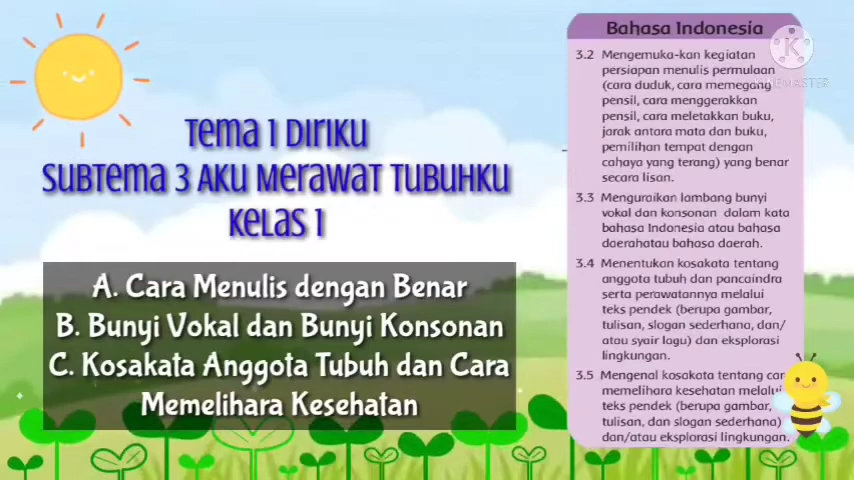 Tema 1 Diriku
Subtema 3 Aku Merawat Tubuhku
Kelas 1
A. Cara Menulis dengan Benar
B. Bunyi Vokal dan Bunyi Konsonan
C. Kosakata Anggota Tubuh dan Cara
Memelihara Kesehatan
Bahasa Indonesia
3.2 Mengemuka-kan kegiatan
persiapan menulis permulaan
(cara duduk, cara memegang
pensil, cara menggerakkan
pensil, cara meletakkan buku,
jarak antara mata dan buku,
pemilihan tempat dengan
cahaya yang terang) yang benar
secara lisan.
3.3 Menguraikan lambang bunyi
vokal dan konsonan dalam kata
bahasa Indonesia atau bahasa
daerahatau bahasa daerah.
3.4 Menentukan kosakata tentang
anggota tubuh dan pancaindra
serta perawatannya melalui
teks pendek (berupa gambar,
tulisan, slogan sederhana, dan/
atau syair lagu) dan eksplorasi
lingkungan.
3.5 Mengenal kosakata tentang cara
memelihara kesehatan melalui
teks pendek (berupa gambar,
tulisan, dan slogan sederhana)
dan/atau eksplorasi lingkungan.
K